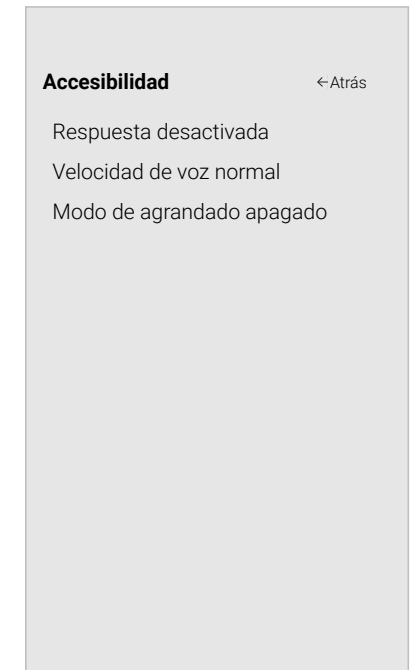 Accesibilidad ←Atrás
Respuesta desactivada
Velocidad de voz normal
Modo de agrandado apagado